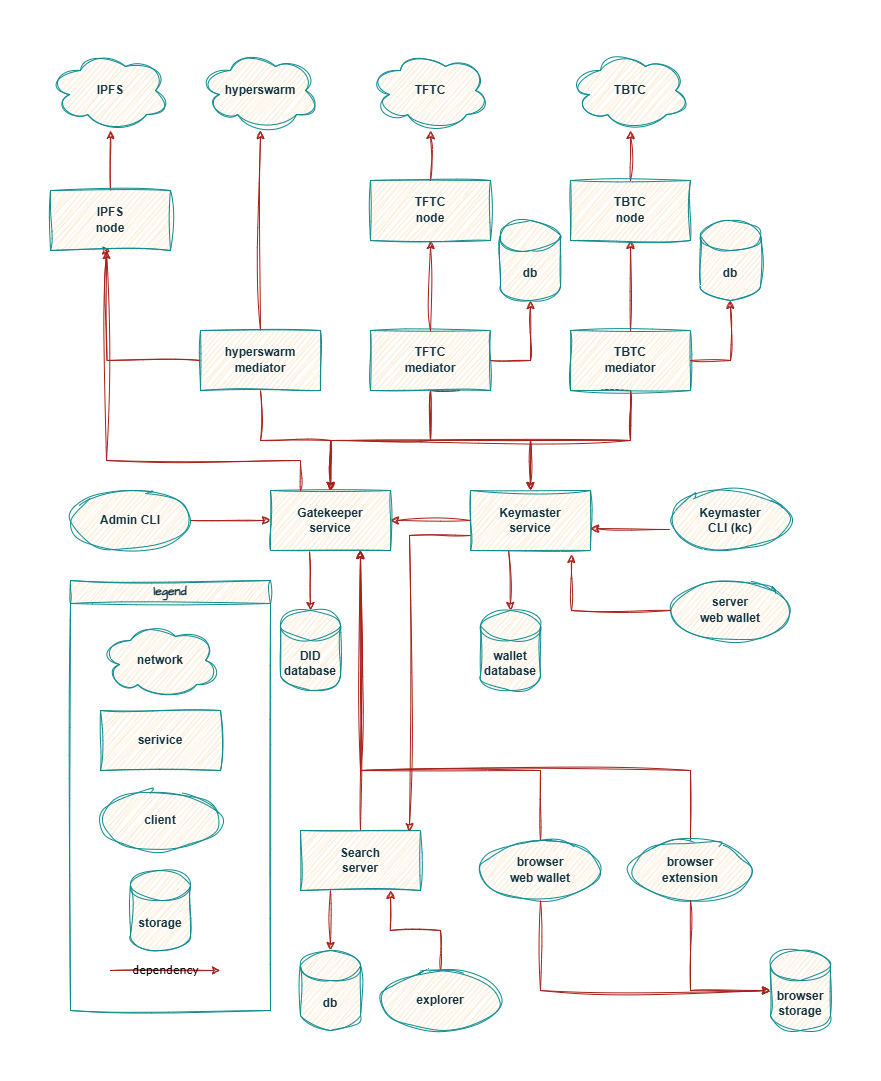 IPFS
hyperswarm
TFTC
TBTC
IPFS
node
TFTC
node
TBTC
node
db
db
hyperswarm
mediator
TFTC
mediator
TBTC
mediator
Admin CLI
Gatekeeper
service
Keymaster
service
Keymaster
CLI (kc)
legend
network
serivice
client
storage
dependency
DID
database
wallet
database
server
web wallet
Search
server
browser
web wallet
browser
extension
db
explorer
browser
storage